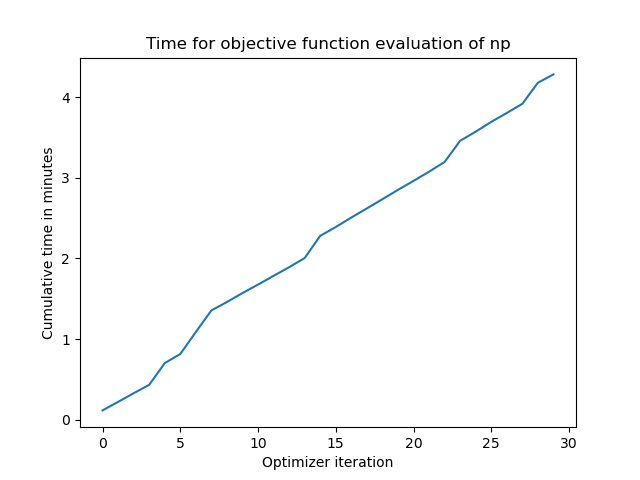 Time for objective function evaluation of np
Cumulative time in minutes
4
3
2
1
0
0 5 10 15 20 25 30
Optimizer iteration